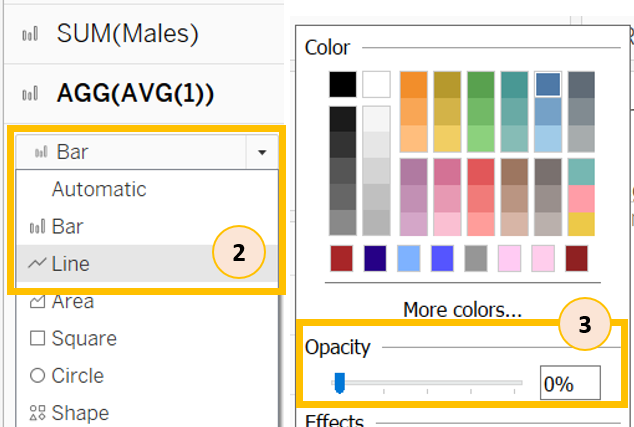 SUM(Males)
AGG(AVG(1))
Bar
Automatic
Bar
2
Line
Area
Square
Circle
Shape
Color
More colors...
3
Opacity
0%
Effects